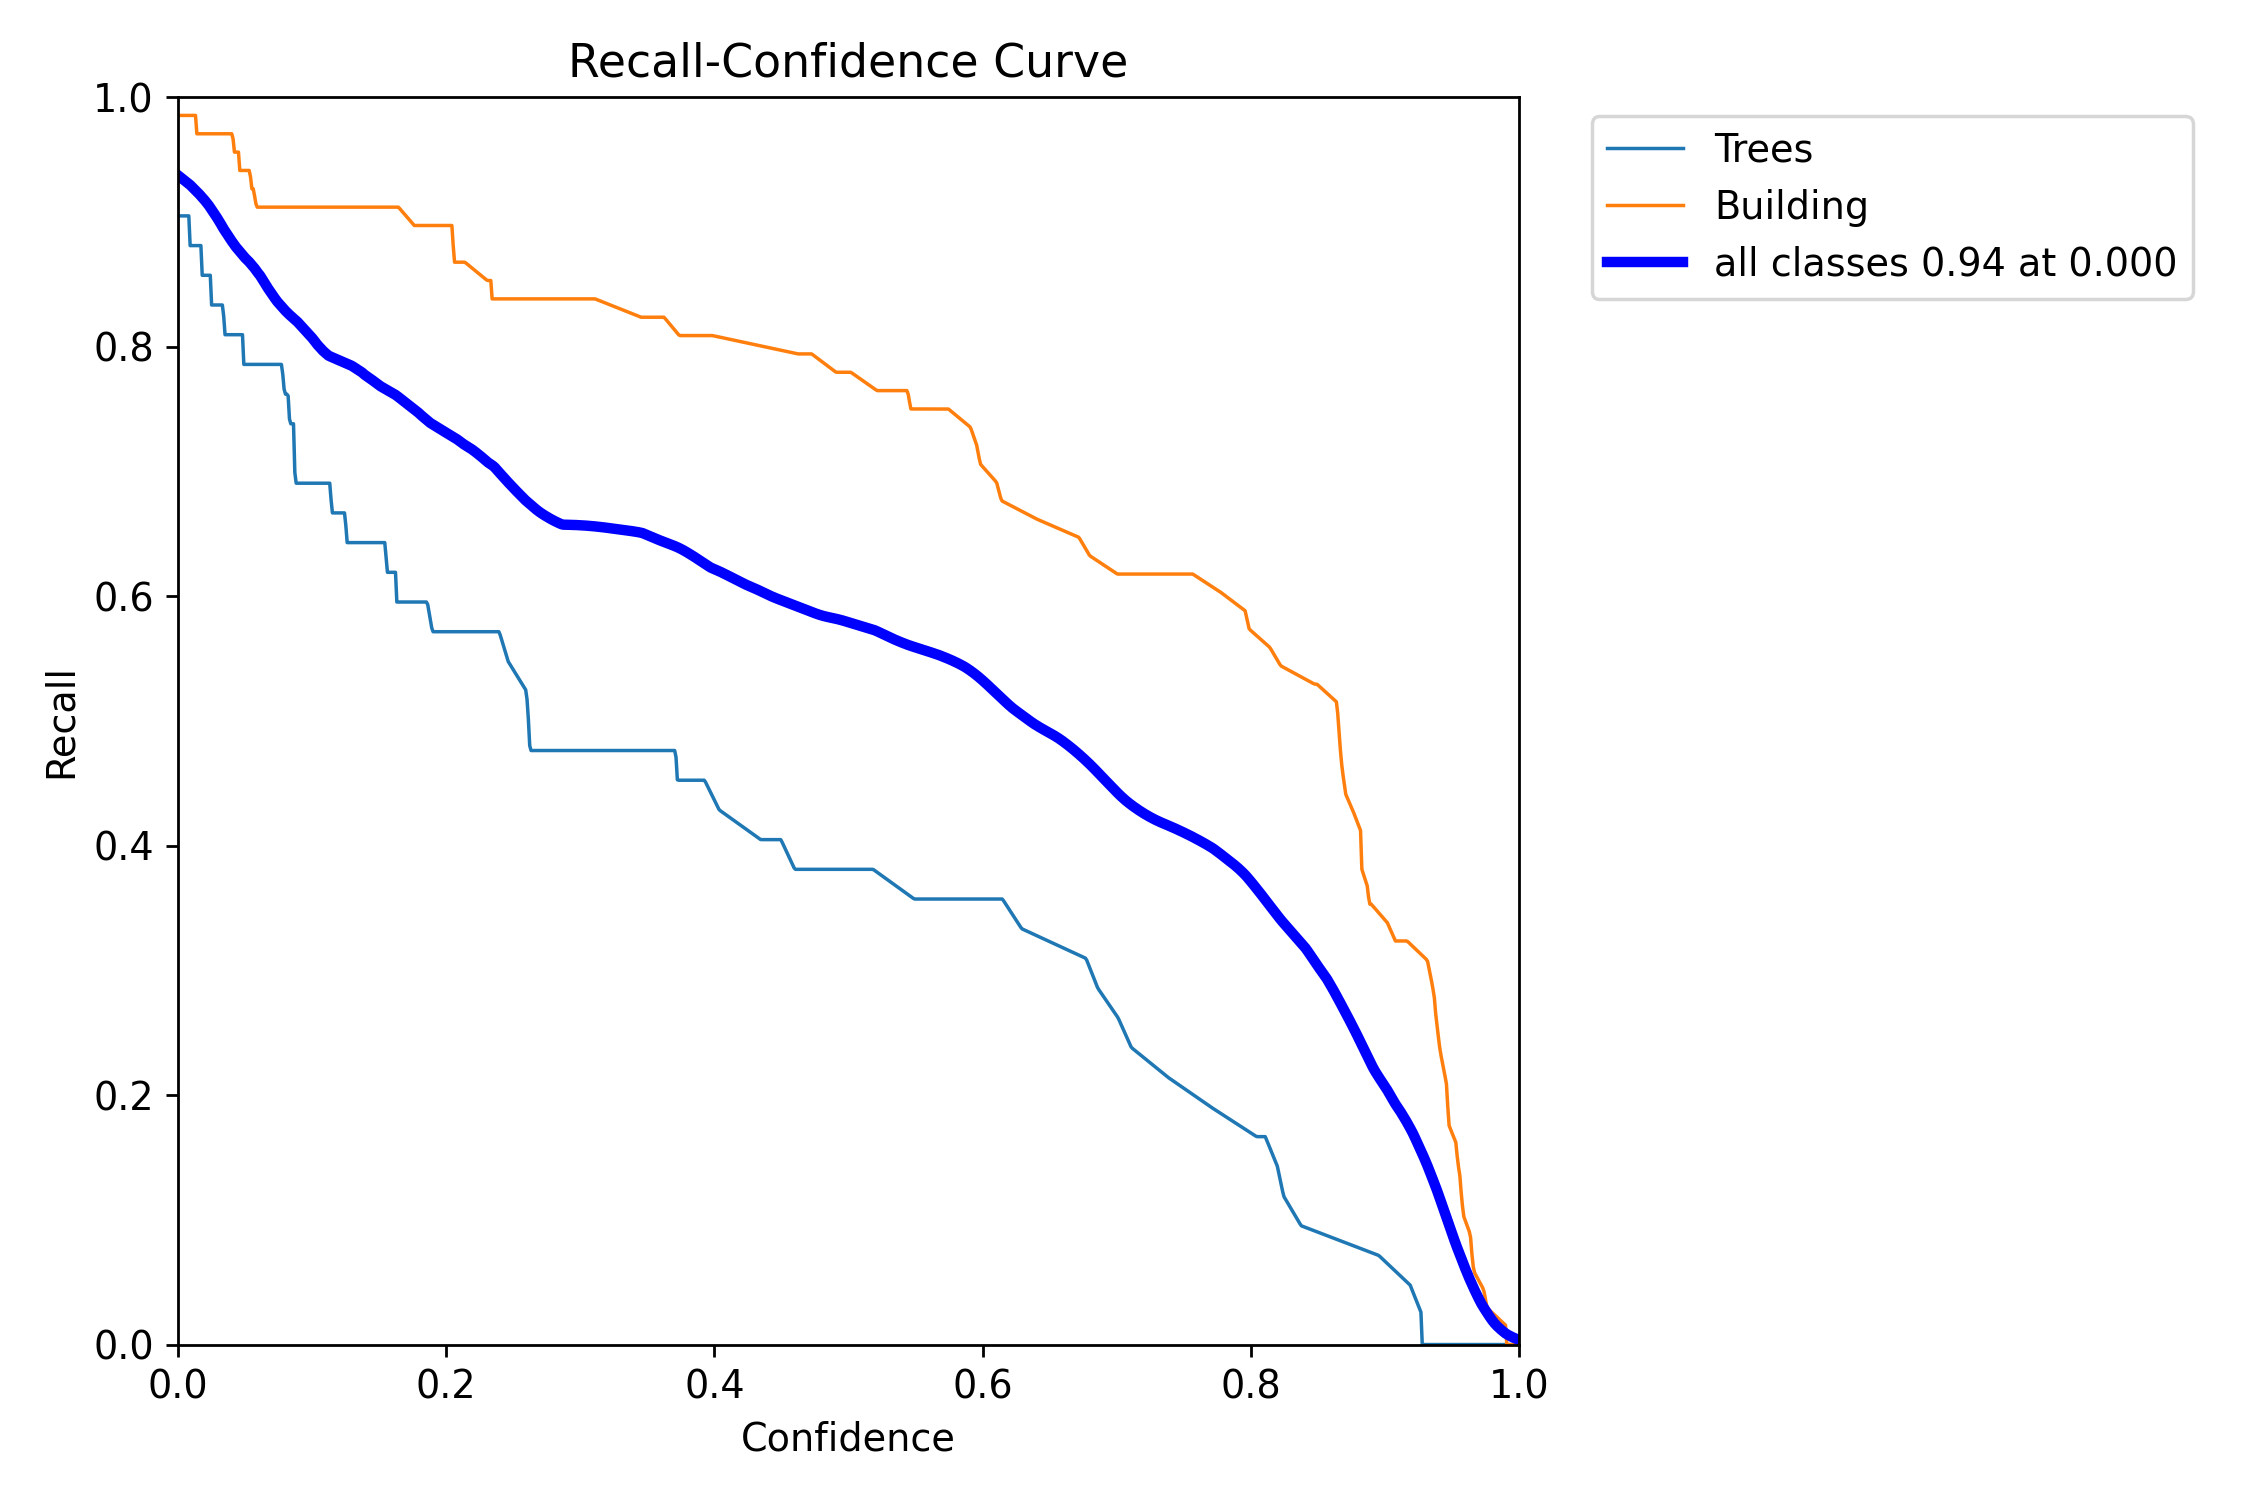 Recall-Confidence Curve
1.0
0.8
0.6
0.4
0.2
0.0
Recall
0.0 0.2 0.4 0.6 0.8 1.0
Confidence
Trees
Building
all classes 0.94 at 0.000